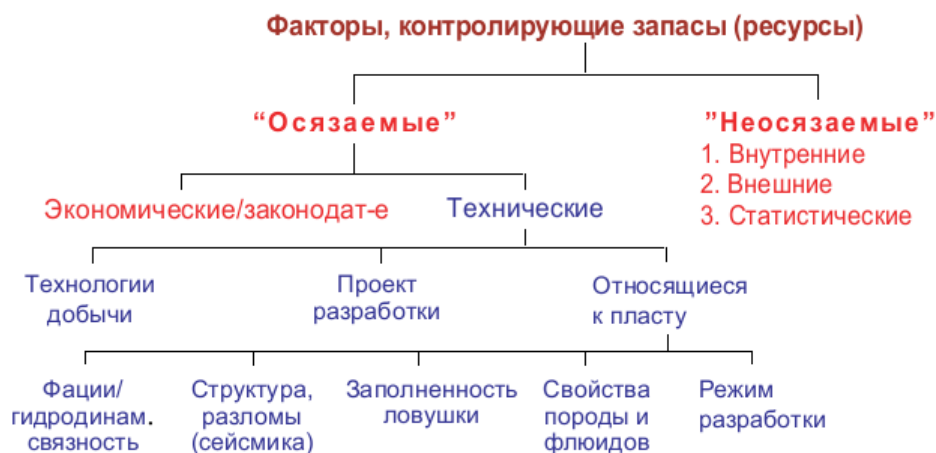 Факторы, контролирующие запасы (ресурсы)
“Осязаемые”
”Неосязаемые”
1. Внутренние
2. Внешние
3. Статистические
Экономические/законодат-е
Технические
Технологии
добычи
Проект
разработки
Относящиеся
к пласту
Фации/
гидродинам.
связность
Структура,
разломы
(сейсмика)
Заполненность
ловушки
Свойства
породы и
флюидов
Режим
разработки